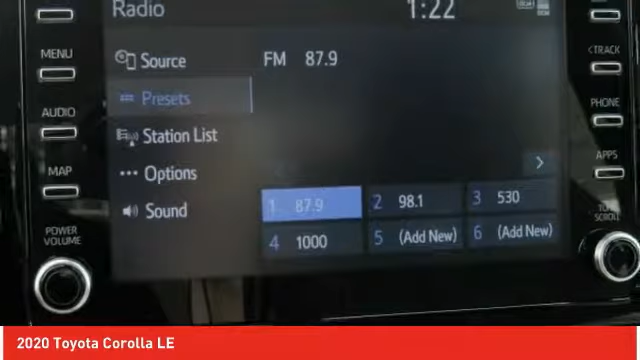 Radio
1:22
MENU
AUDIO
MAP
POWER
VOLUME
Source
Presets
Station List
Options
Sound
FM 87.9
>
1 87.9
2 98.1
3 530
4 1000
5 (Add New)
6 (Add New)
<TRACK
PHONE
APPS
SCROLL
2020 Toyota Corolla LE